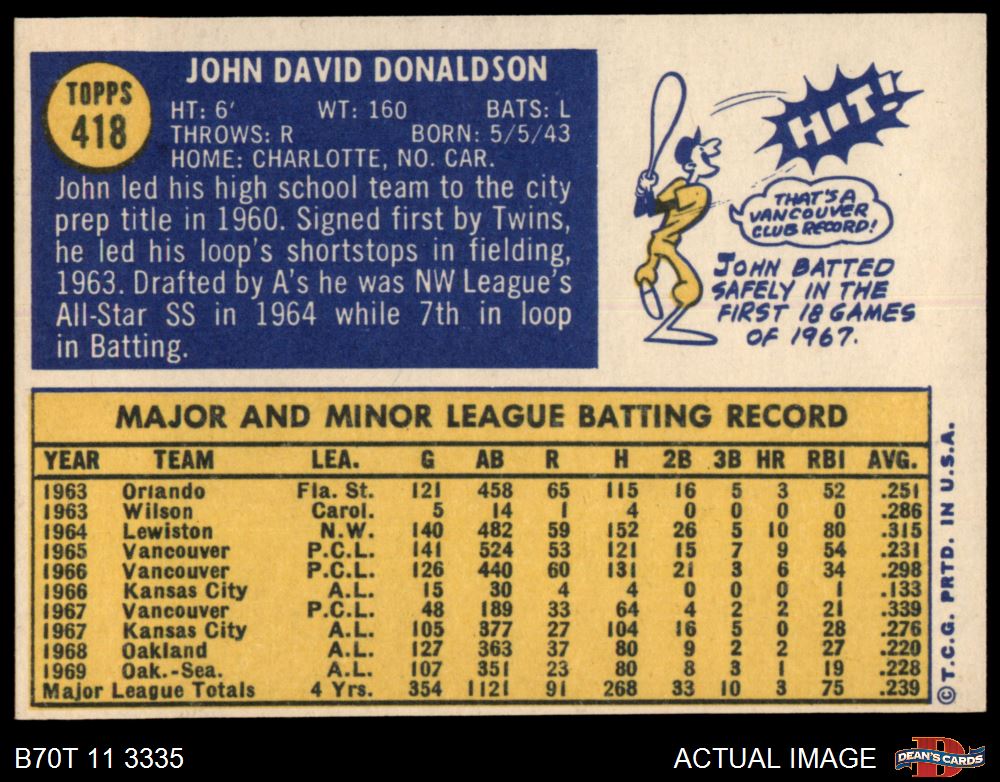 TOPPS
418
JOHN DAVID DONALDSON
HT: 6' WT: 160 BATS: L
THROWS: R BORN: 5/5/43
HOME: CHARLOTTE, NO. CAR.
John led his high school team to the city
prep title in 1960. Signed first by Twins,
he led his loop's shortstops in fielding,
1963. Drafted by A's he was NW League's
All-Star SS in 1964 while 7th in loop
in Batting.
HIT!
THAT'S A
VANCOUVER
CLUB RECORD!
JOHN BATTED
SAFELY IN THE
FIRST 18 GAMES
OF 1967.
MAJOR AND MINOR LEAGUE BATTING RECORD
YEAR TEAM LEA. G AB R H 2B 3B HR RBI AVG.
1963 Orlando Fla. St. 121 458 65 115 16 5 3 52 .251
1963 Wilson Carol. 5 14 1 4 0 0 0 0 .286
1964 Lewiston N.W. 140 482 59 152 26 5 10 80 .315
1965 Vancouver P.C.L. 141 524 53 121 15 7 9 54 .231
1966 Vancouver P.C.L. 126 440 60 131 21 3 6 34 .298
1966 Kansas City A.L. 15 30 4 4 0 0 0 1 .133
1967 Vancouver P.C.L. 48 189 33 64 4 2 2 21 .339
1967 Kansas City A.L. 105 377 27 104 16 5 0 28 .276
1968 Oakland A.L. 127 363 37 80 9 2 2 27 .220
1969 Oak.-Sea. A.L. 107 351 23 80 8 3 1 19 .228
Major League Totals 4 Yrs. 354 1121 91 268 33 10 3 75 .239
© T.C.G. PRTD. IN U.S.A.
B70T 11 3335
ACTUAL IMAGE
D
DEAN'S CARDS